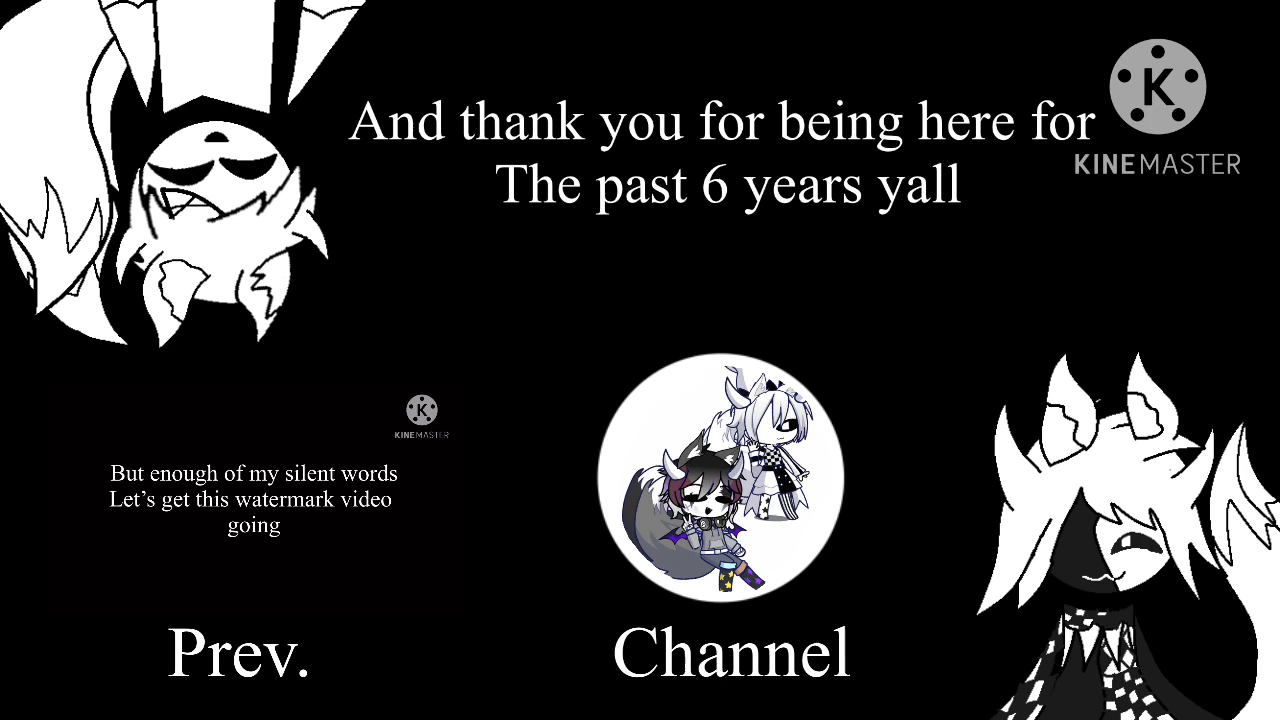 And thank you for being here for
The past 6 years yall
K
KINEMASTER
K
KINEMASTER
But enough of my silent words
Let's get this watermark video
going
Prev.
Channel